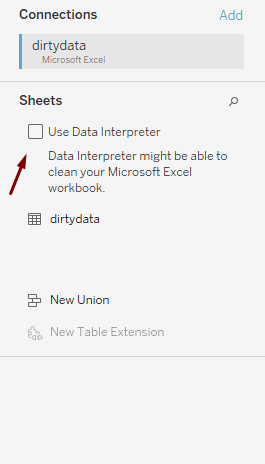 Connections Add
dirtydata
Microsoft Excel
Sheets
Use Data Interpreter
Data Interpreter might be able to
clean your Microsoft Excel
workbook.
dirtydata
New Union
New Table Extension